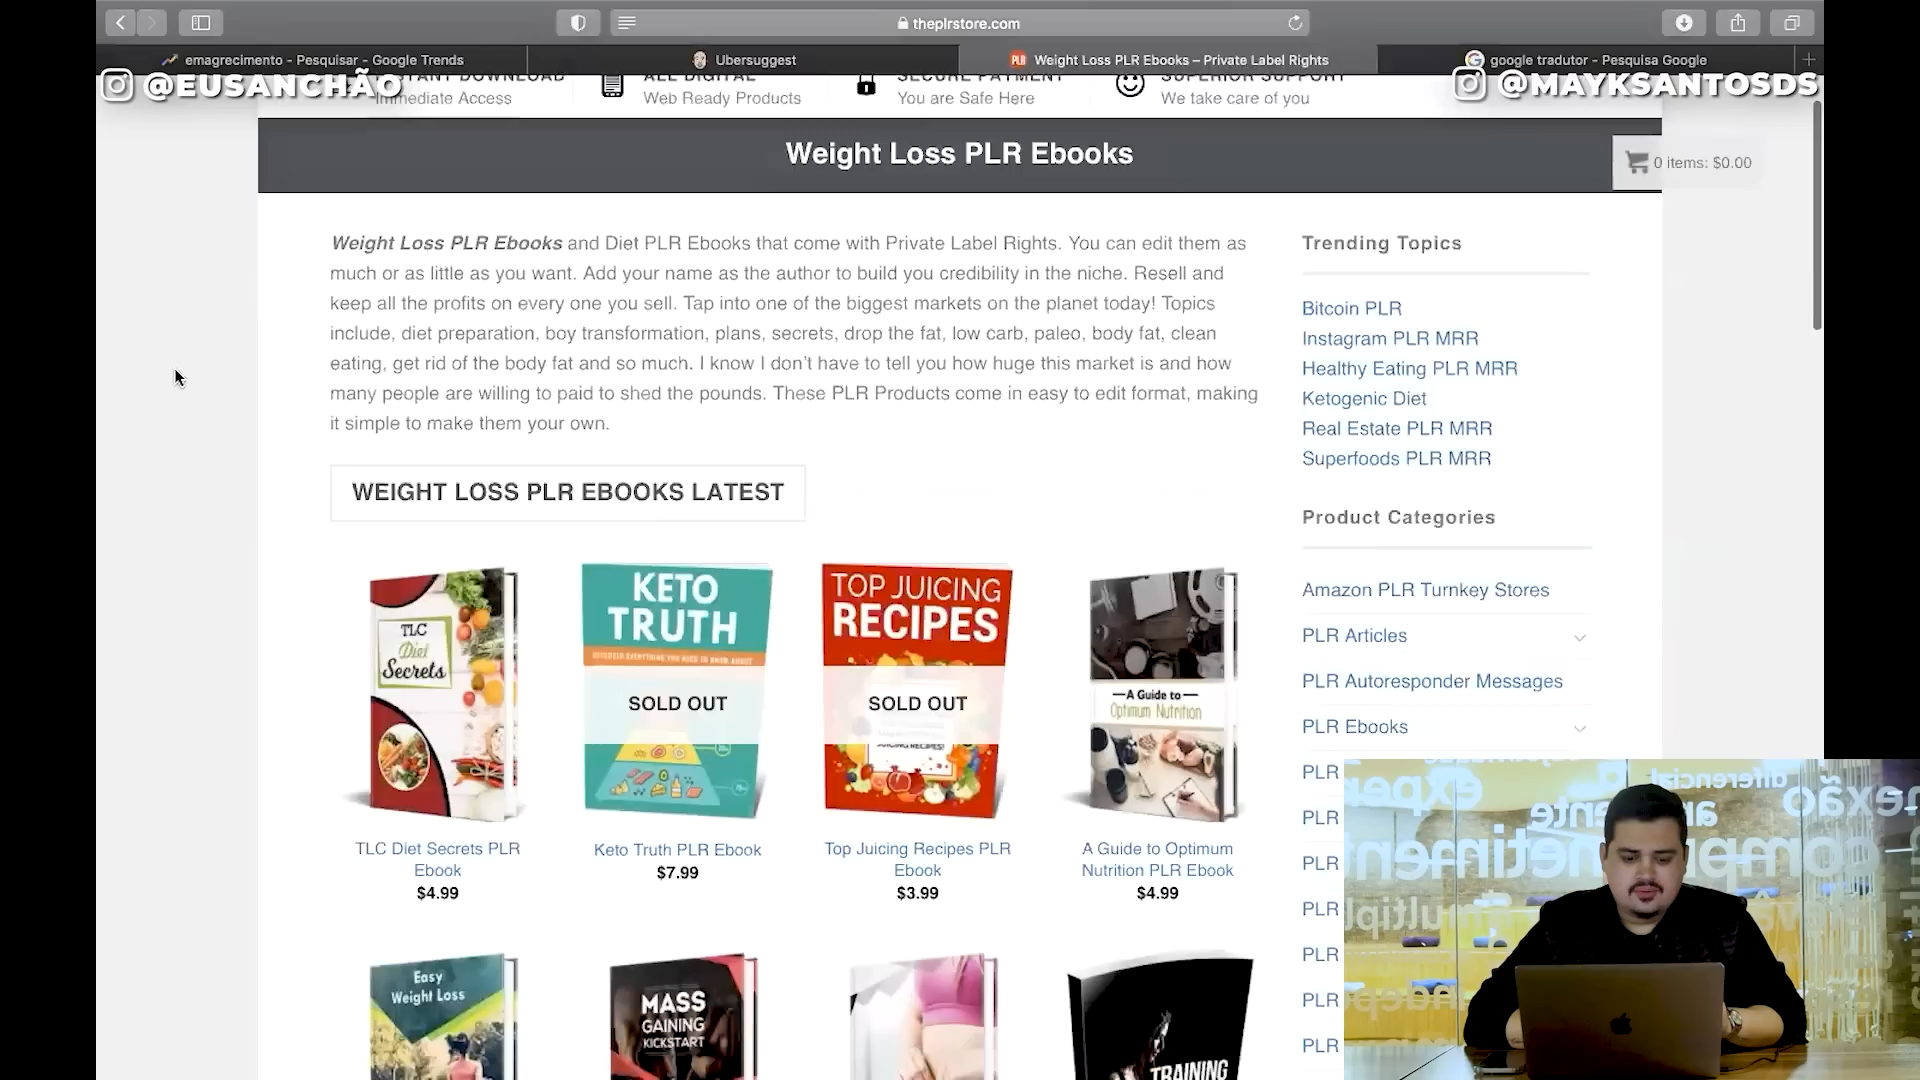 theplrstore.com
emagrecimento - Pesquisar - Google Trends
Ubersuggest
PLR Weight Loss PLR Ebooks – Private Label Rights
google tradutor - Pesquisa Google
@EUSANCHÃO
@MAYKSANTOSDS
Immediate Access
ALL DIGITAL
Web Ready Products
SECURE PAYMENT
You are Safe Here
SUPERIOR SUPPORT
We take care of you
Weight Loss PLR Ebooks
0 items: $0.00
Weight Loss PLR Ebooks and Diet PLR Ebooks that come with Private Label Rights. You can edit them as
much or as little as you want. Add your name as the author to build you credibility in the niche. Resell and
keep all the profits on every one you sell. Tap into one of the biggest markets on the planet today! Topics
include, diet preparation, boy transformation, plans, secrets, drop the fat, low carb, paleo, body fat, clean
eating, get rid of the body fat and so much. I know I don't have to tell you how huge this market is and how
many people are willing to paid to shed the pounds. These PLR Products come in easy to edit format, making
it simple to make them your own.
WEIGHT LOSS PLR EBOOKS LATEST
TLC
Diet
Secrets
TLC Diet Secrets PLR
Ebook
$4.99
KETO
TRUTH
SOLD OUT
Keto Truth PLR Ebook
$7.99
TOP JUICING
RECIPES
SOLD OUT
JUICING RECIPES!
Top Juicing Recipes PLR
Ebook
$3.99
A Guide to
Optimum Nutrition
A Guide to Optimum
Nutrition PLR Ebook
$4.99
Easy
Weight Loss
MASS
GAINING
KICKSTART
TRAINING
Trending Topics
Bitcoin PLR
Instagram PLR MRR
Healthy Eating PLR MRR
Ketogenic Diet
Real Estate PLR MRR
Superfoods PLR MRR
Product Categories
Amazon PLR Turnkey Stores
PLR Articles
PLR Autoresponder Messages
PLR Ebooks
PLR
PLR
PLR
PLR
PLR
PLR
PLR